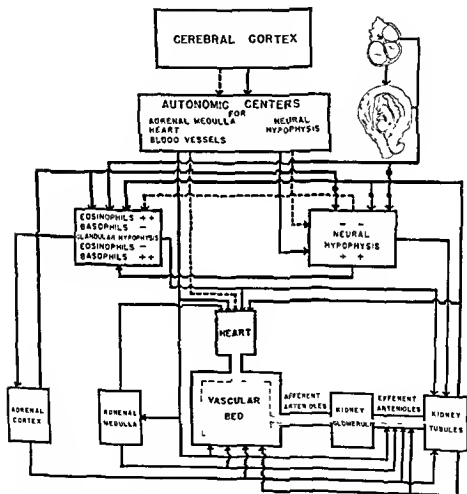 CEREBRAL CORTEX
AUTONOMIC CENTERS
FOR
ADRENAL MEDULLA
HEART
BLOOD VESSELS
NEURAL
HYPOPHYSIS
EOSINOPHILS ++
BASOPHILS -
GLANDULAR HYPOPHYSIS
EOSINOPHILS -
BASOPHILS ++
- -
NEURAL
HYPOPHYSIS
+ +
HEART
ADRENAL
CORTEX
ADRENAL
MEDULLA
VASCULAR
BED
AFFERENT
ARTERIOLES
KIDNEY
GLOMERULI
EFFERENT
ARTERIOLES
KIDNEY
TUBULES